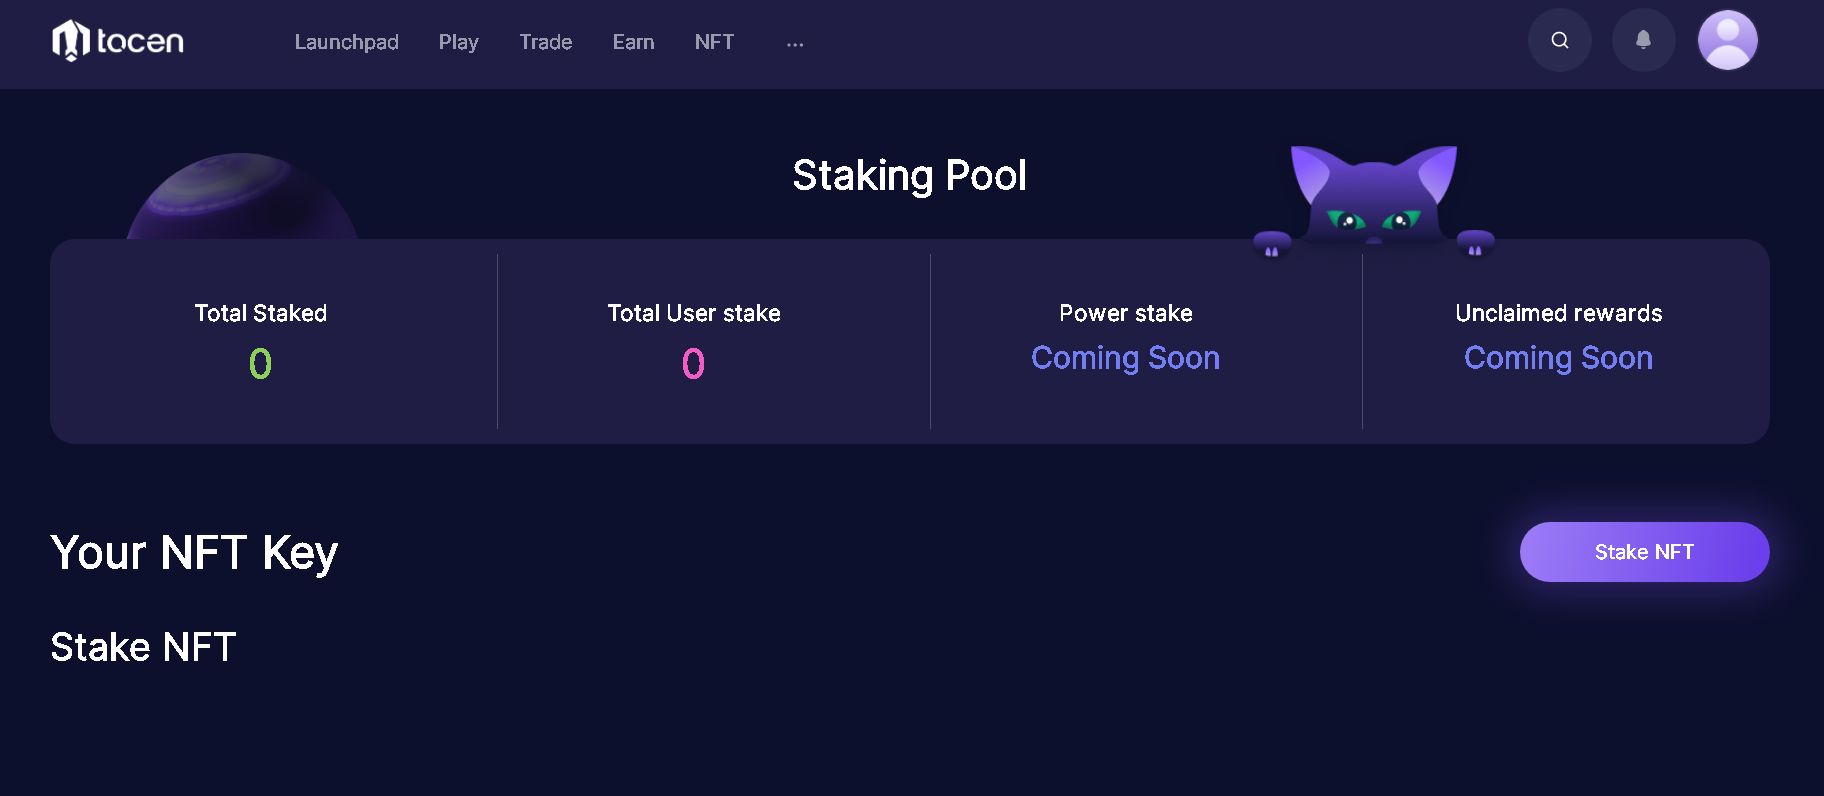 tocen
Launchpad Play Trade Earn NFT ...
Staking Pool
Total Staked Total User stake Power stake Unclaimed rewards
0 0 Coming Soon Coming Soon
Your NFT Key Stake NFT
Stake NFT